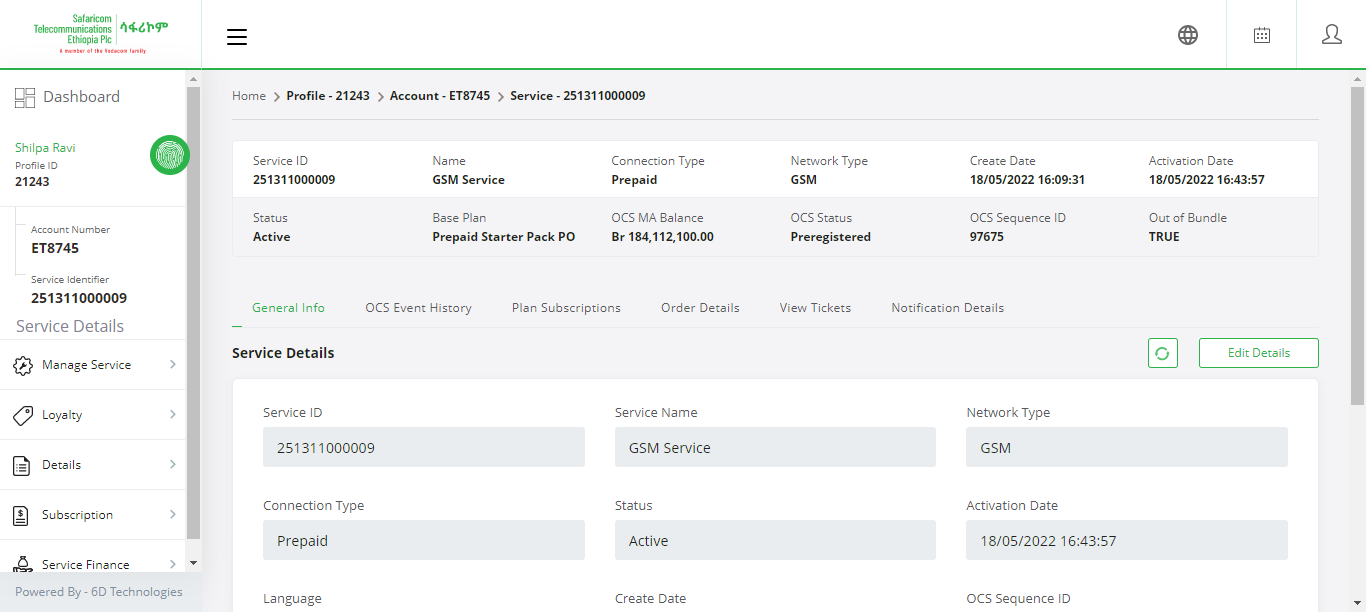 Safaricom
Telecommunications
Ethiopia Plc
ሳፋሪኮም
A member of the Vodacom family
Dashboard
Shilpa Ravi
Profile ID
21243
Account Number
ET8745
Service Identifier
251311000009
Service Details
Manage Service
Loyalty
Details
Subscription
Service Finance
Powered By - 6D Technologies
Home > Profile - 21243 > Account - ET8745 > Service - 251311000009
Service ID Name Connection Type Network Type Create Date Activation Date
251311000009 GSM Service Prepaid GSM 18/05/2022 16:09:31 18/05/2022 16:43:57
Status Base Plan OCS MA Balance OCS Status OCS Sequence ID Out of Bundle
Active Prepaid Starter Pack PO Br 184,112,100.00 Preregistered 97675 TRUE
General Info OCS Event History Plan Subscriptions Order Details View Tickets Notification Details
Service Details Edit Details
Service ID Service Name Network Type
251311000009 GSM Service GSM
Connection Type Status Activation Date
Prepaid Active 18/05/2022 16:43:57
Language Create Date OCS Sequence ID